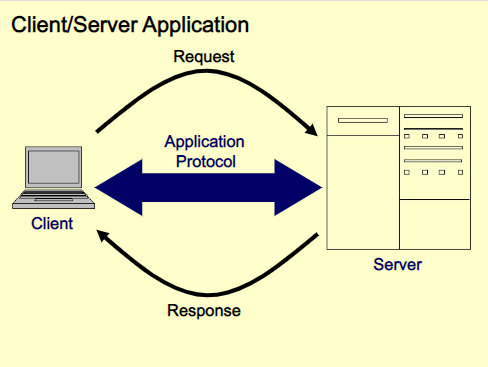 Client/Server Application
Request
Application
Protocol
Client
Server
Response